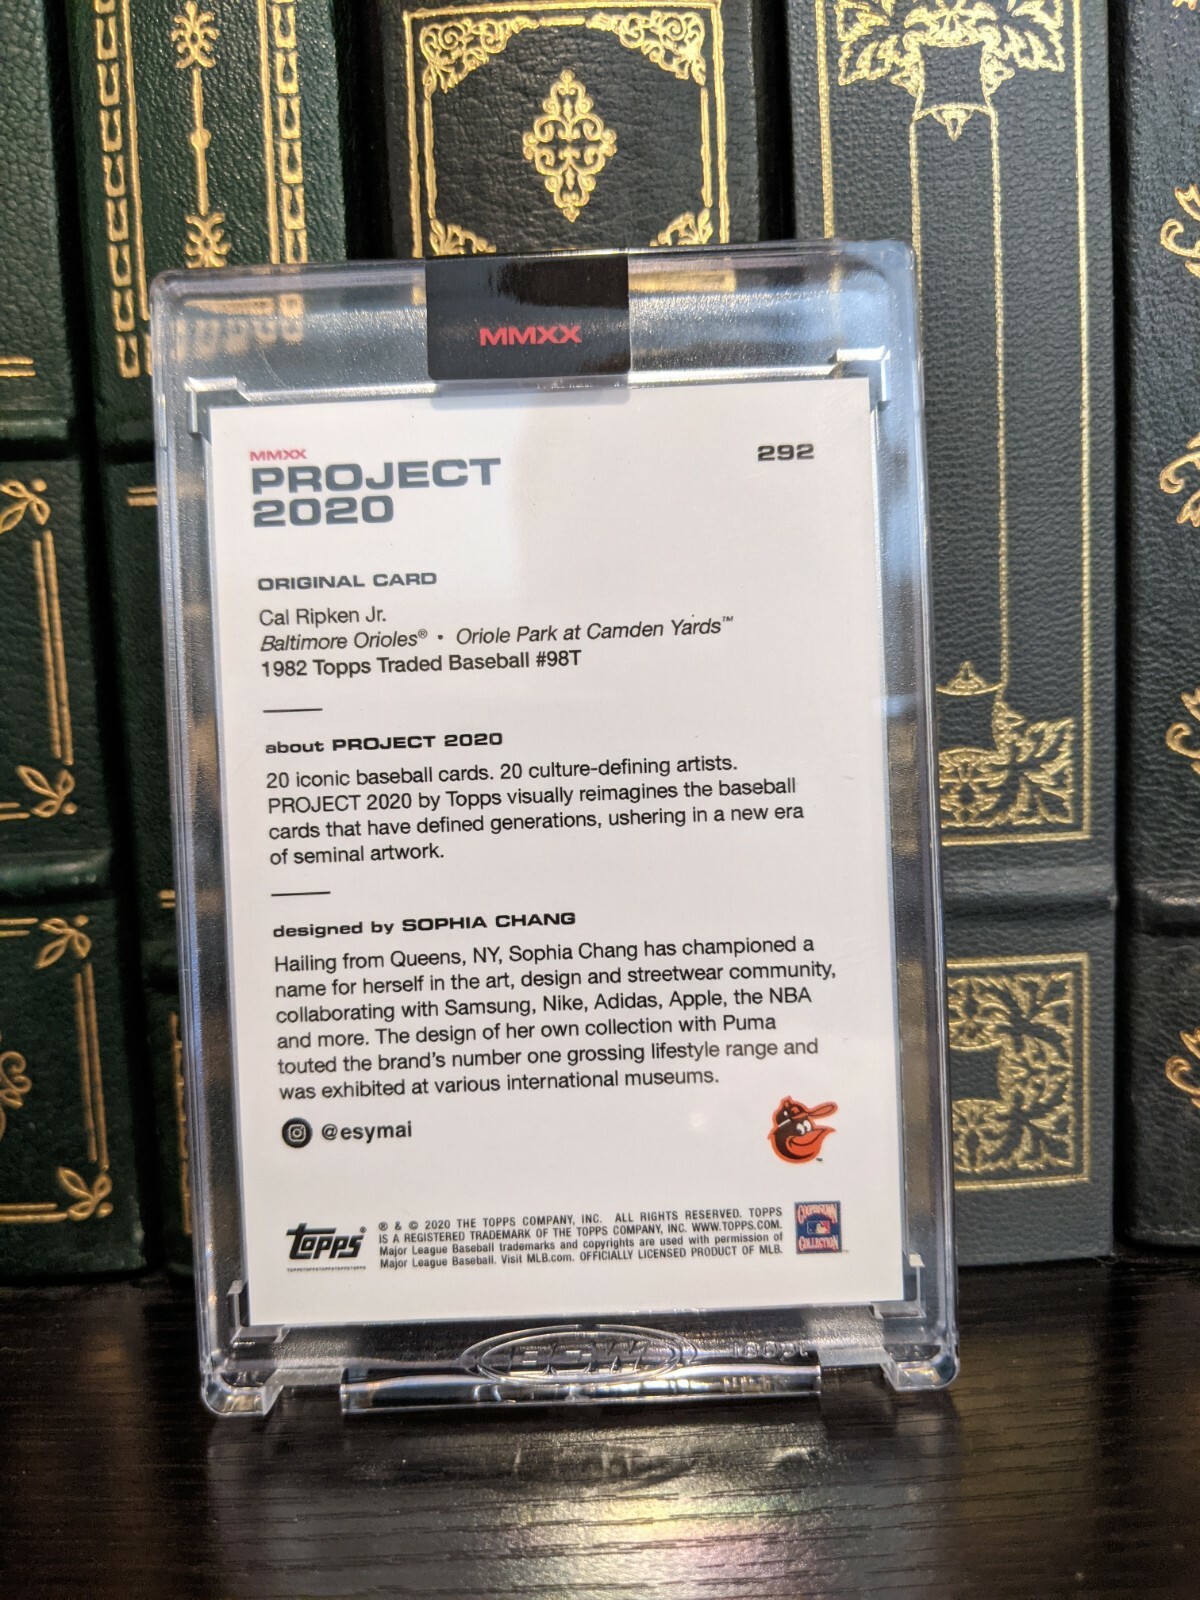 MMXX
MMXX
PROJECT
2020
292
ORIGINAL CARD
Cal Ripken Jr.
Baltimore Orioles® • Oriole Park at Camden Yards™
1982 Topps Traded Baseball #98T
about PROJECT 2020
20 iconic baseball cards. 20 culture-defining artists.
PROJECT 2020 by Topps visually reimagines the baseball
cards that have defined generations, ushering in a new era
of seminal artwork.
designed by SOPHIA CHANG
Hailing from Queens, NY, Sophia Chang has championed a
name for herself in the art, design and streetwear community,
collaborating with Samsung, Nike, Adidas, Apple, the NBA
and more. The design of her own collection with Puma
touted the brand's number one grossing lifestyle range and
was exhibited at various international museums.
@esymai
Topps®
® & © 2020 THE TOPPS COMPANY, INC. ALL RIGHTS RESERVED. TOPPS
IS A REGISTERED TRADEMARK OF THE TOPPS COMPANY, INC. WWW.TOPPS.COM.
Major League Baseball trademarks and copyrights are used with permission of
Major League Baseball. Visit MLB.com. OFFICIALLY LICENSED PRODUCT OF MLB.
COOPERSTOWN
COLLECTION
BCW